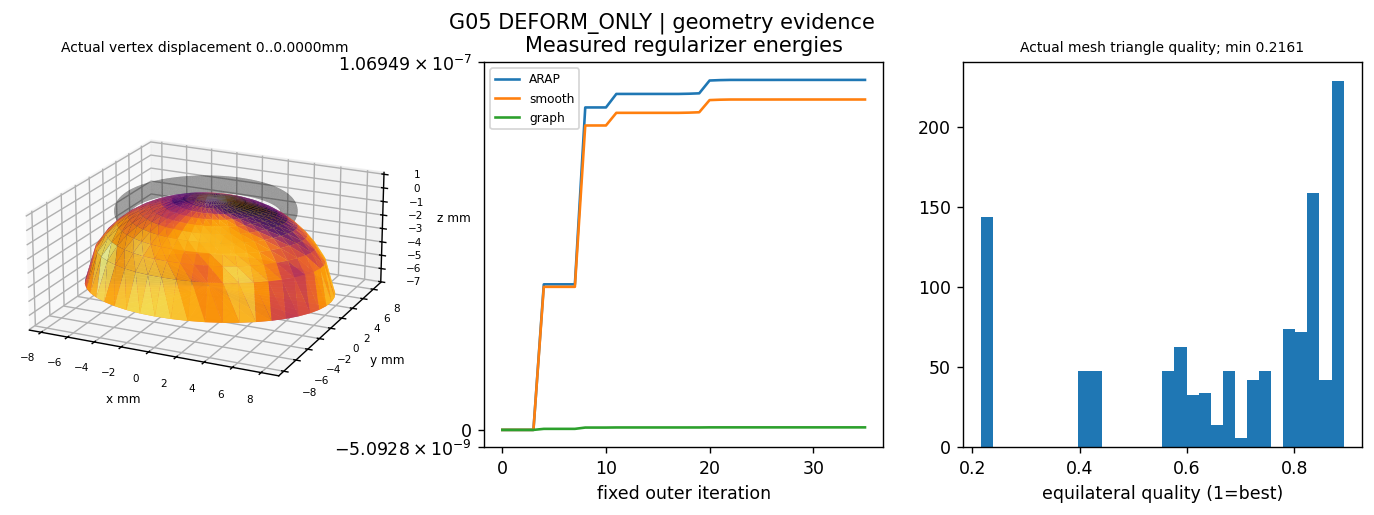 G05 DEFORM_ONLY | geometry evidence
Actual vertex displacement 0..0.0000mm
1
0
−1
−2
−3
−4
−5
−6
−7
z mm
8
6
4
2
0
−2
−4
−6
−8
y mm
−8
−6
−4
−2
0
2
4
6
8
x mm
Measured regularizer energies
1.06949 × 10⁻⁷
0
−5.0928 × 10⁻⁹
ARAP
smooth
graph
0
10
20
30
fixed outer iteration
Actual mesh triangle quality; min 0.2161
200
150
100
50
0
0.2
0.4
0.6
0.8
equilateral quality (1=best)